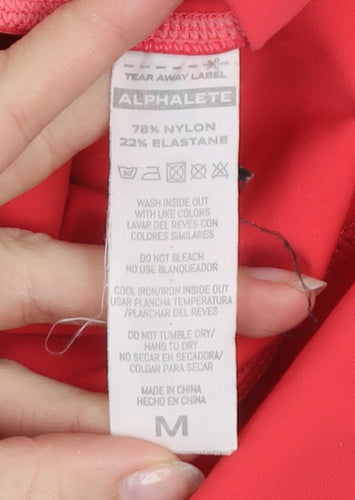 TEAR AWAY LABEL
ALPHALETE
78% NYLON
22% ELASTANE
WASH INSIDE OUT
WITH LIKE COLORS
LAVAR DEL REVES CON
COLORES SIMILARES
DO NOT BLEACH
NO USE BLANQUEADOR
COOL IRON/IRON INSIDE OUT
USAR PLANCHA TEMPERATURA
/PLANCHAR DEL REVES
DO NOT TUMBLE DRY/
HANG TO DRY
NO SECAR EN SECADORA/
COLGAR PARA SECAR
MADE IN CHINA
HECHO EN CHINA
M